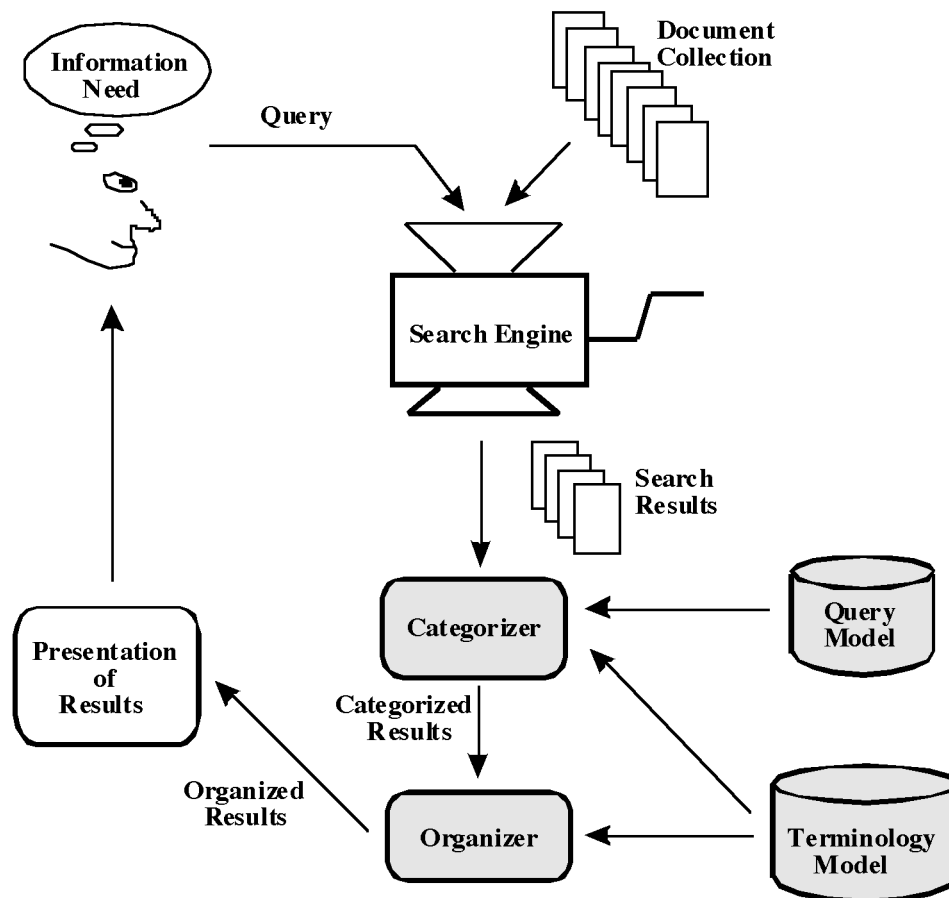 Information
Need
Document
Collection
Query
Search Engine
Search
Results
Categorizer
Query
Model
Presentation
of
Results
Categorized
Results
Organized
Results
Organizer
Terminology
Model